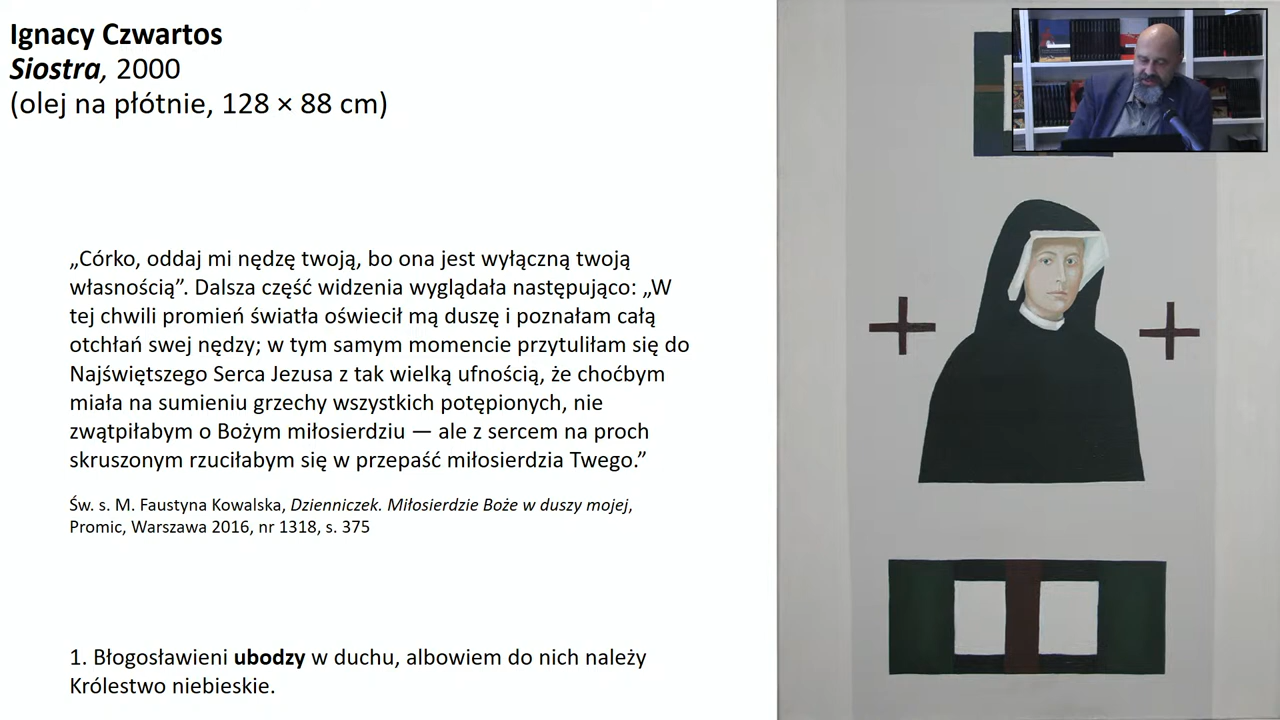 Ignacy Czwartos
Siostra, 2000
(olej na płótnie, 128 × 88 cm)
„Córko, oddaj mi nędzę twoją, bo ona jest wyłączną twoją
własnością”. Dalsza część widzenia wyglądała następująco: „W
tej chwili promień światła oświecił mą duszę i poznałam całą
otchłań swej nędzy; w tym samym momencie przytuliłam się do
Najświętszego Serca Jezusa z tak wielką ufnością, że choćbym
miała na sumieniu grzechy wszystkich potępionych, nie
zwątpiłabym o Bożym miłosierdziu — ale z sercem na proch
skruszonym rzuciłabym się w przepaść miłosierdzia Twego.”
Św. s. M. Faustyna Kowalska, Dzienniczek. Miłosierdzie Boże w duszy mojej,
Promic, Warszawa 2016, nr 1318, s. 375
1. Błogosławieni ubodzy w duchu, albowiem do nich należy
Królestwo niebieskie.